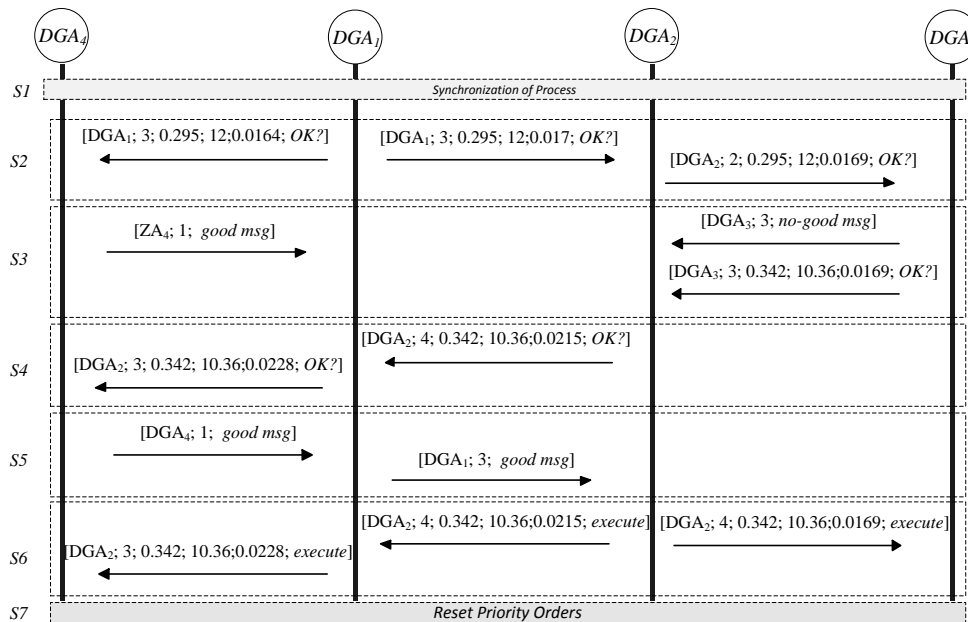 DGA₄ DGA₁ DGA₂ DGA
S1 Synchronization of Process
[DGA₁; 3; 0.295; 12;0.0164; OK?] [DGA₁; 3; 0.295; 12;0.017; OK?]
S2 [DGA₂; 2; 0.295; 12;0.0169; OK?]
[ZA₄; 1; good msg] [DGA₃; 3; no-good msg]
S3 [DGA₃; 3; 0.342; 10.36;0.0169; OK?]
[DGA₂; 4; 0.342; 10.36;0.0215; OK?]
S4 [DGA₂; 3; 0.342; 10.36;0.0228; OK?]
[DGA₄; 1; good msg]
S5 [DGA₁; 3; good msg]
[DGA₂; 4; 0.342; 10.36;0.0215; execute] [DGA₂; 4; 0.342; 10.36;0.0169; execute]
S6 [DGA₂; 3; 0.342; 10.36;0.0228; execute]
S7 Reset Priority Orders